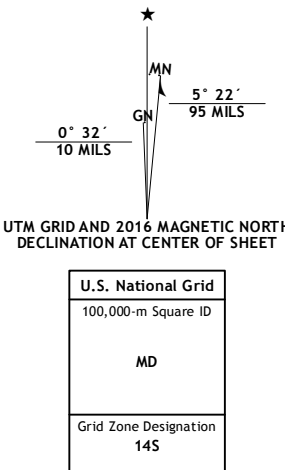 ★
MN
GN
5° 22´
95 MILS
0° 32´
10 MILS
UTM GRID AND 2016 MAGNETIC NORTH
DECLINATION AT CENTER OF SHEET
U.S. National Grid
100,000-m Square ID
MD
Grid Zone Designation
14S